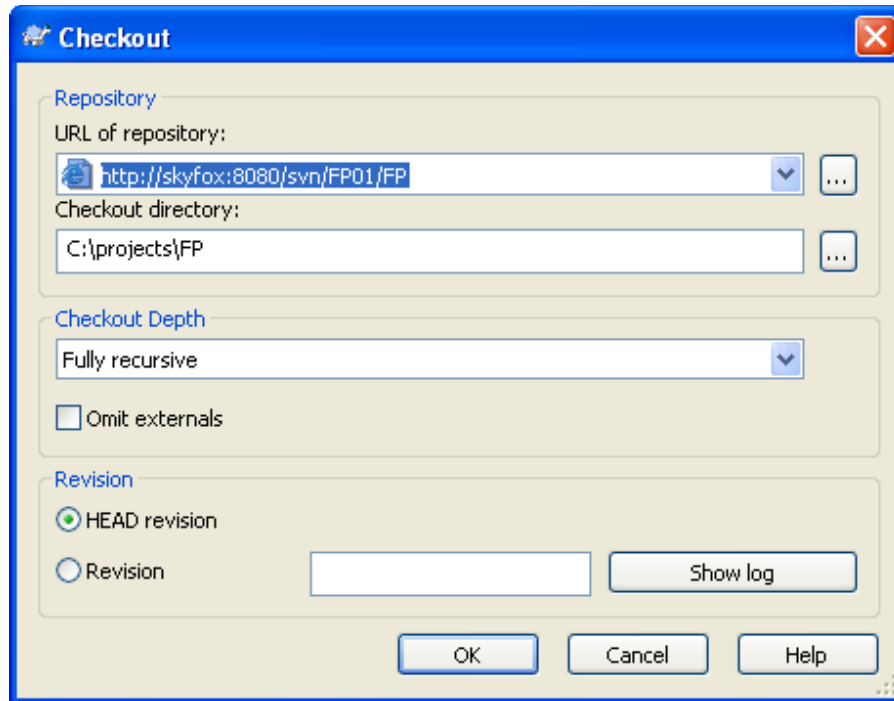 Checkout
Repository
URL of repository:
http://skyfox:8080/svn/FP01/FP
...
Checkout directory:
C:\projects\FP
...
Checkout Depth
Fully recursive
Omit externals
Revision
HEAD revision
Revision
Show log
OK Cancel Help